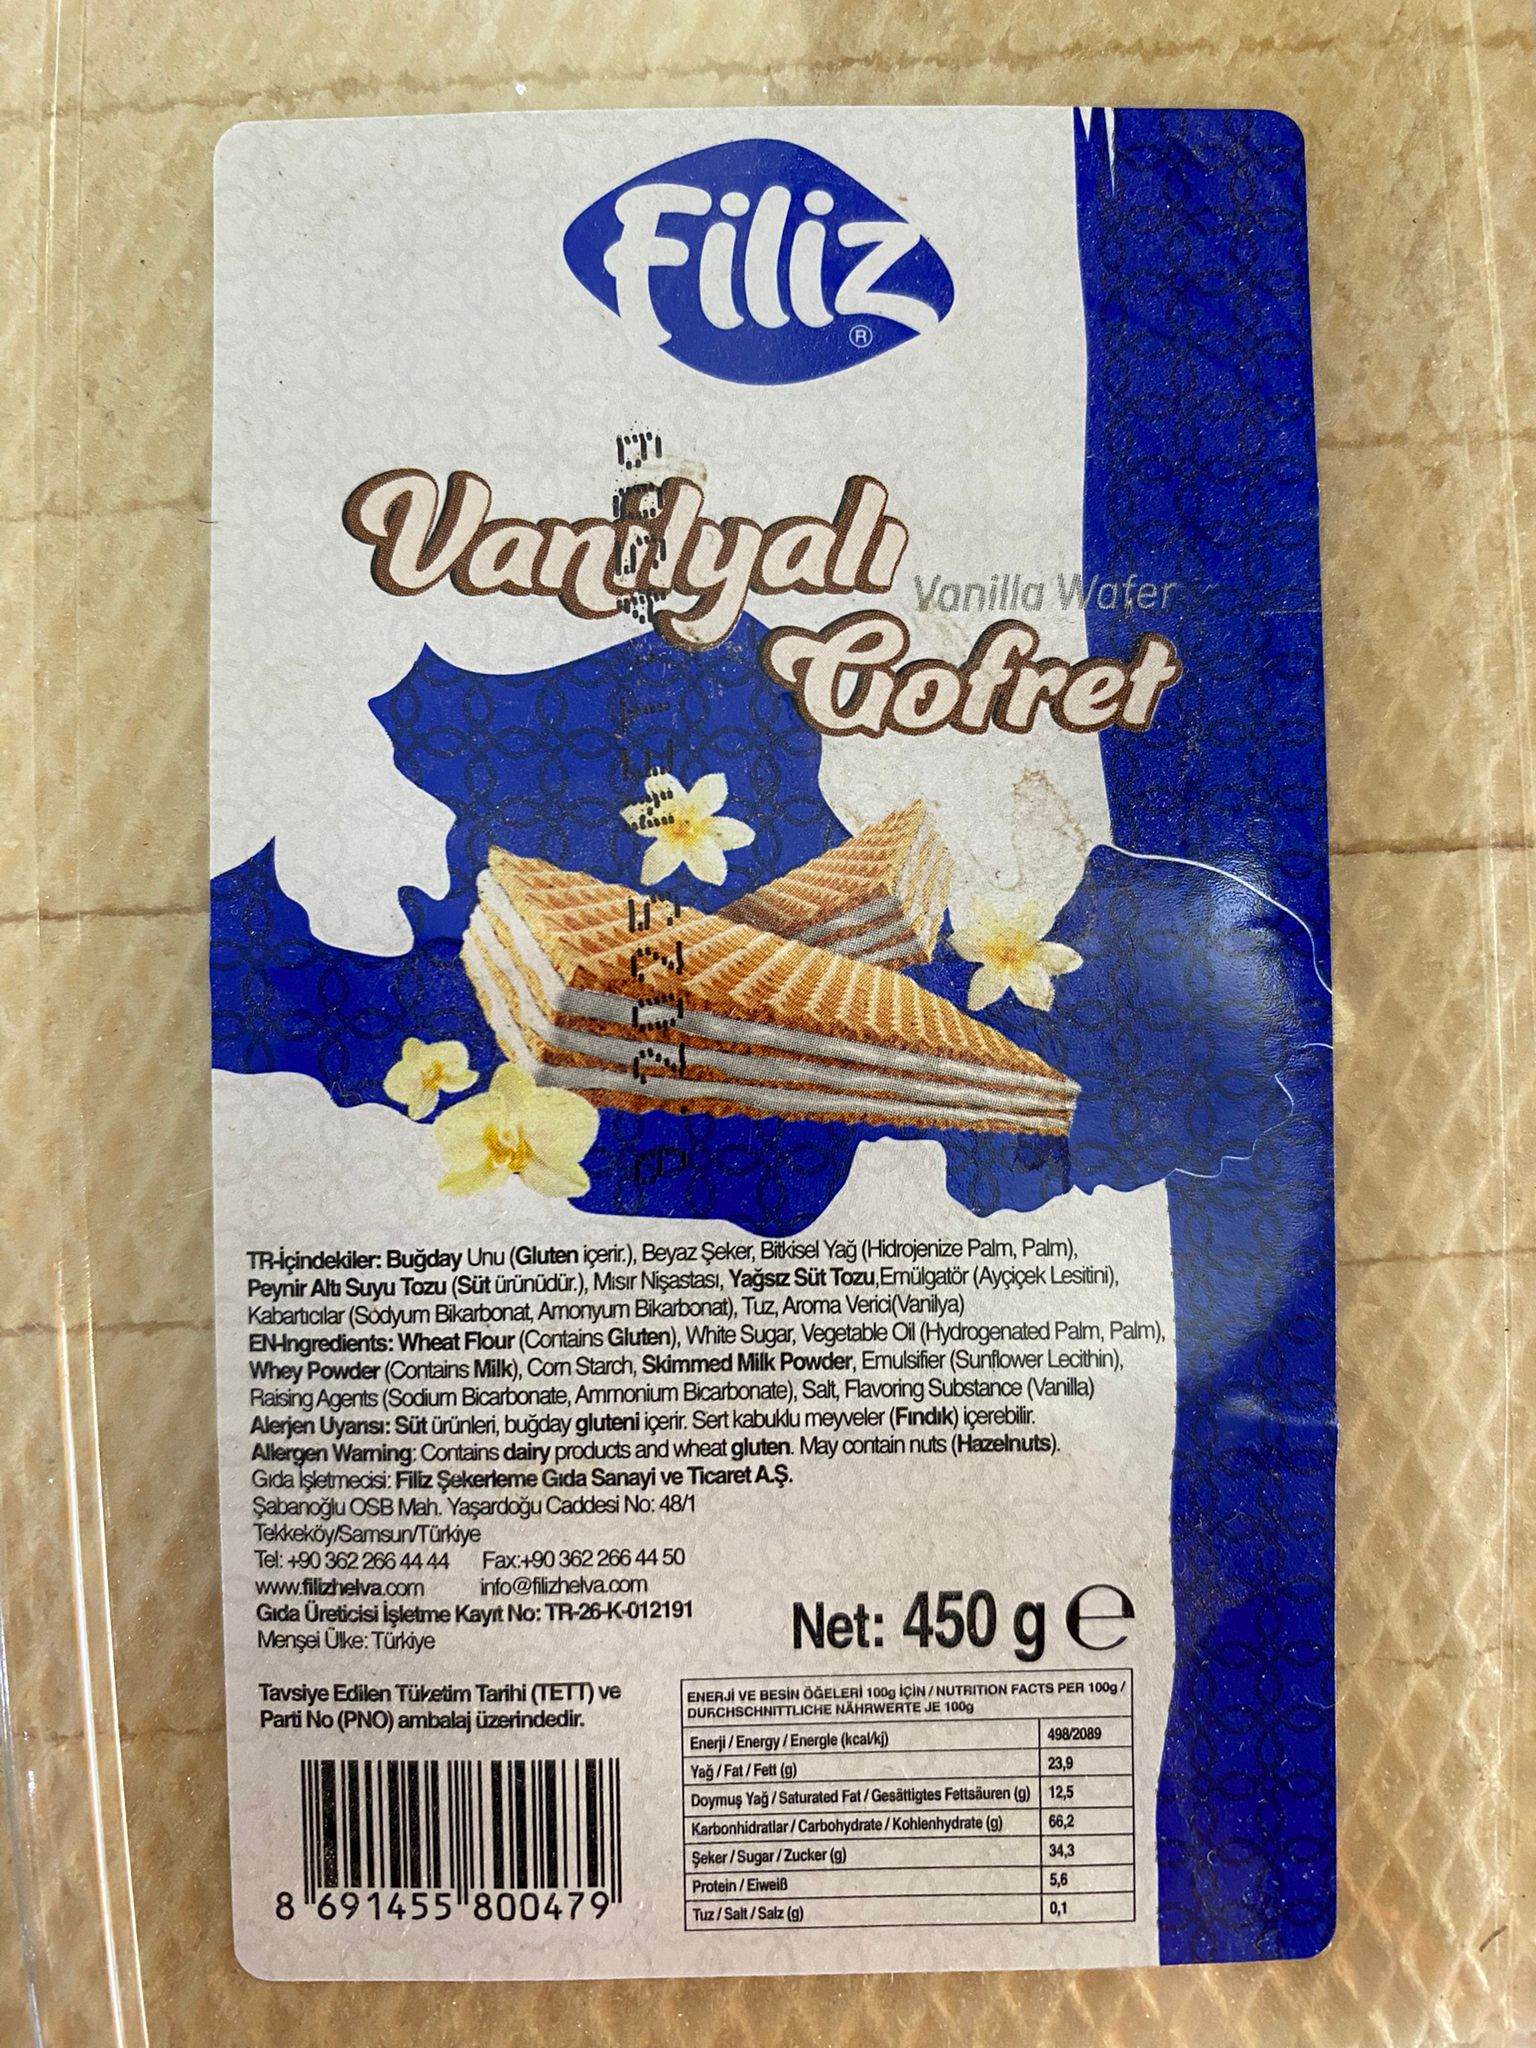 Filiz
®
Vanilyalı
Vanilla Wafer
Gofret
TR-İçindekiler: Buğday Unu (Gluten içerir.), Beyaz Şeker, Bitkisel Yağ (Hidrojenize Palm, Palm),
Peynir Altı Suyu Tozu (Süt ürünüdür.), Mısır Nişastası, Yağsız Süt Tozu,Emülgatör (Ayçiçek Lesitini),
Kabartıcılar (Sodyum Bikarbonat, Amonyum Bikarbonat), Tuz, Aroma Verici(Vanilya)
EN-Ingredients: Wheat Flour (Contains Gluten), White Sugar, Vegetable Oil (Hydrogenated Palm, Palm),
Whey Powder (Contains Milk), Corn Starch, Skimmed Milk Powder, Emulsifier (Sunflower Lecithin),
Raising Agents (Sodium Bicarbonate, Ammonium Bicarbonate), Salt, Flavoring Substance (Vanilla)
Alerjen Uyarısı: Süt ürünleri, buğday gluteni içerir. Sert kabuklu meyveler (Fındık) içerebilir.
Allergen Warning: Contains dairy products and wheat gluten. May contain nuts (Hazelnuts).
Gıda İşletmecisi: Filiz Şekerleme Gıda Sanayi ve Ticaret A.Ş.
Şabanoğlu OSB Mah. Yaşardoğu Caddesi No: 48/1
Tekkeköy/Samsun/Türkiye
Tel: +90 362 266 44 44 Fax:+90 362 266 44 50
www.filizhelva.com info@filizhelva.com
Gıda Üreticisi İşletme Kayıt No: TR-26-K-012191
Menşei Ülke: Türkiye
Net: 450 g ℮
Tavsiye Edilen Tüketim Tarihi (TETT) ve
Parti No (PNO) ambalaj üzerindedir.
8 691455 800479
ENERJİ VE BESİN ÖĞELERİ 100g İÇİN / NUTRITION FACTS PER 100g /
DURCHSCHNITTLICHE NÄHRWERTE JE 100g
Enerji / Energy / Energle (kcal/kj) 498/2089
Yağ / Fat / Fett (g) 23,9
Doymuş Yağ / Saturated Fat / Gesättigtes Fettsäuren (g) 12,5
Karbonhidratlar / Carbohydrate / Kohlenhydrate (g) 66,2
Şeker / Sugar / Zucker (g) 34,3
Protein / Eiweiß 5,6
Tuz / Salt / Salz (g) 0,1